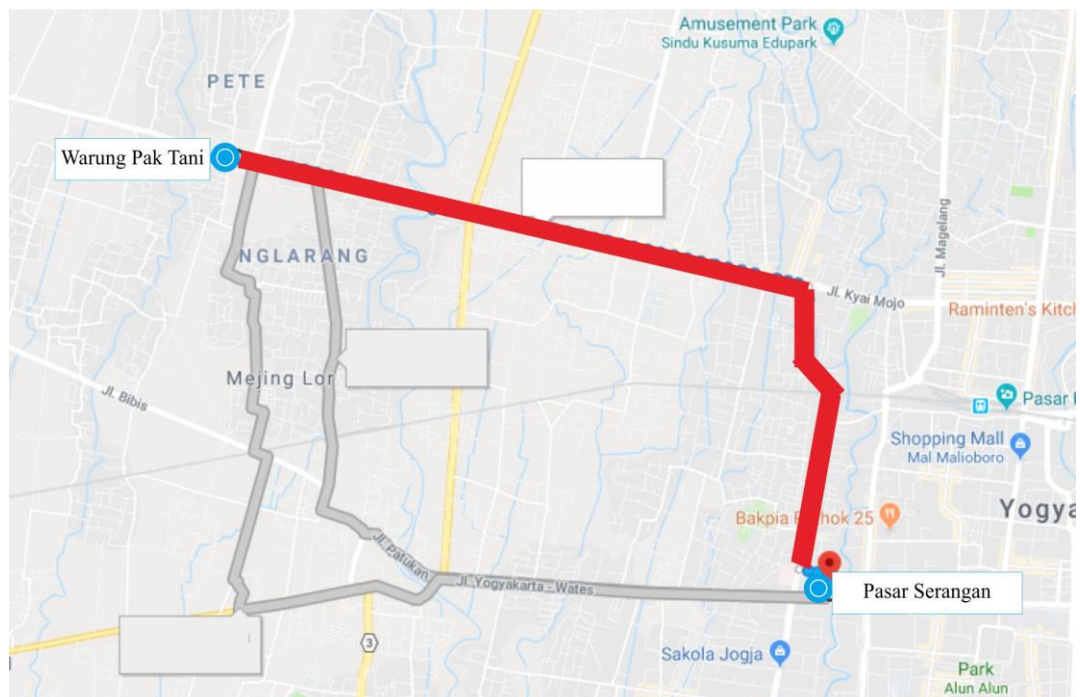 Amusement Park
Sindu Kusuma Edupark
PETE
Warung Pak Tani
NGLARANG
Jl. Magelang
Jl. Kyai Mojo
Raminten's Kitch
Mejing Lor
Jl. Bibis
Pasar
Shopping Mall
Mal Malioboro
Yogya
Bakpia P hok 25
Jl. Patukan
Jl. Yogyakarta - Wates
Pasar Serangan
3
Sakola Jogja
Park
Alun Alun